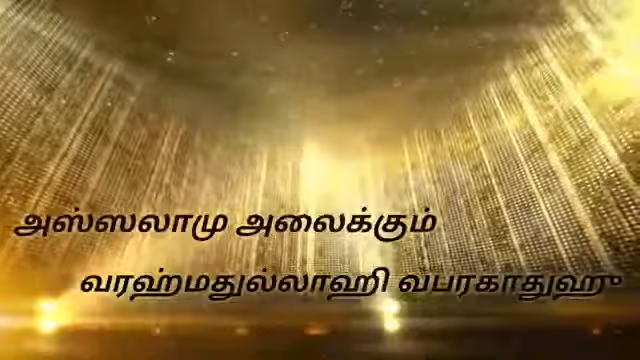 அஸ்ஸலாமு அலைக்கும்
வரஹ்மதுல்லாஹி வபரகாதுஹு